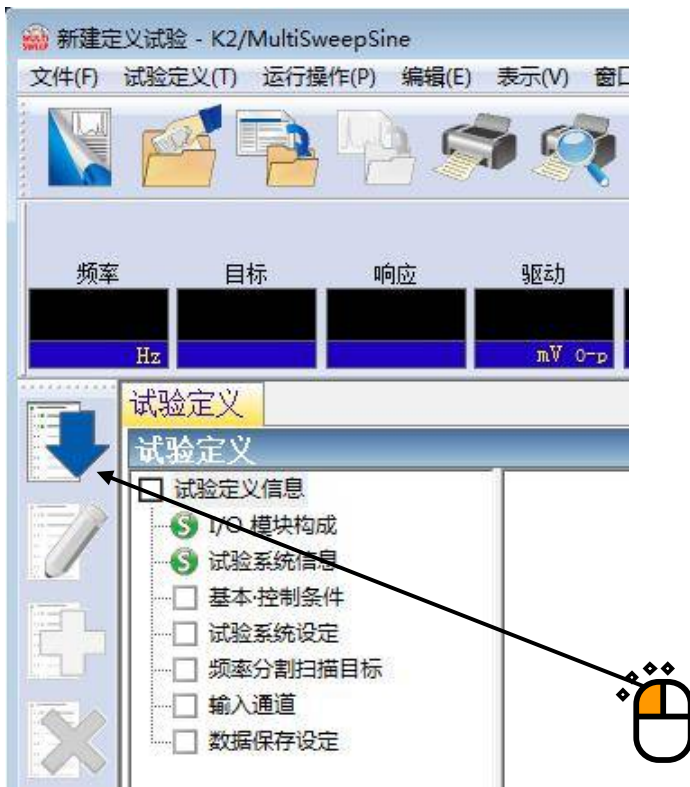 新建定义试验 - K2/MultiSweepSine
文件(F) 试验定义(T) 运行操作(P) 编辑(E) 表示(V) 窗口
频率 目标 响应 驱动
Hz mV 0-p
试验定义
试验定义
试验定义信息
I/O 模块构成
试验系统信息
基本·控制条件
试验系统设定
频率分割扫描目标
输入通道
数据保存设定